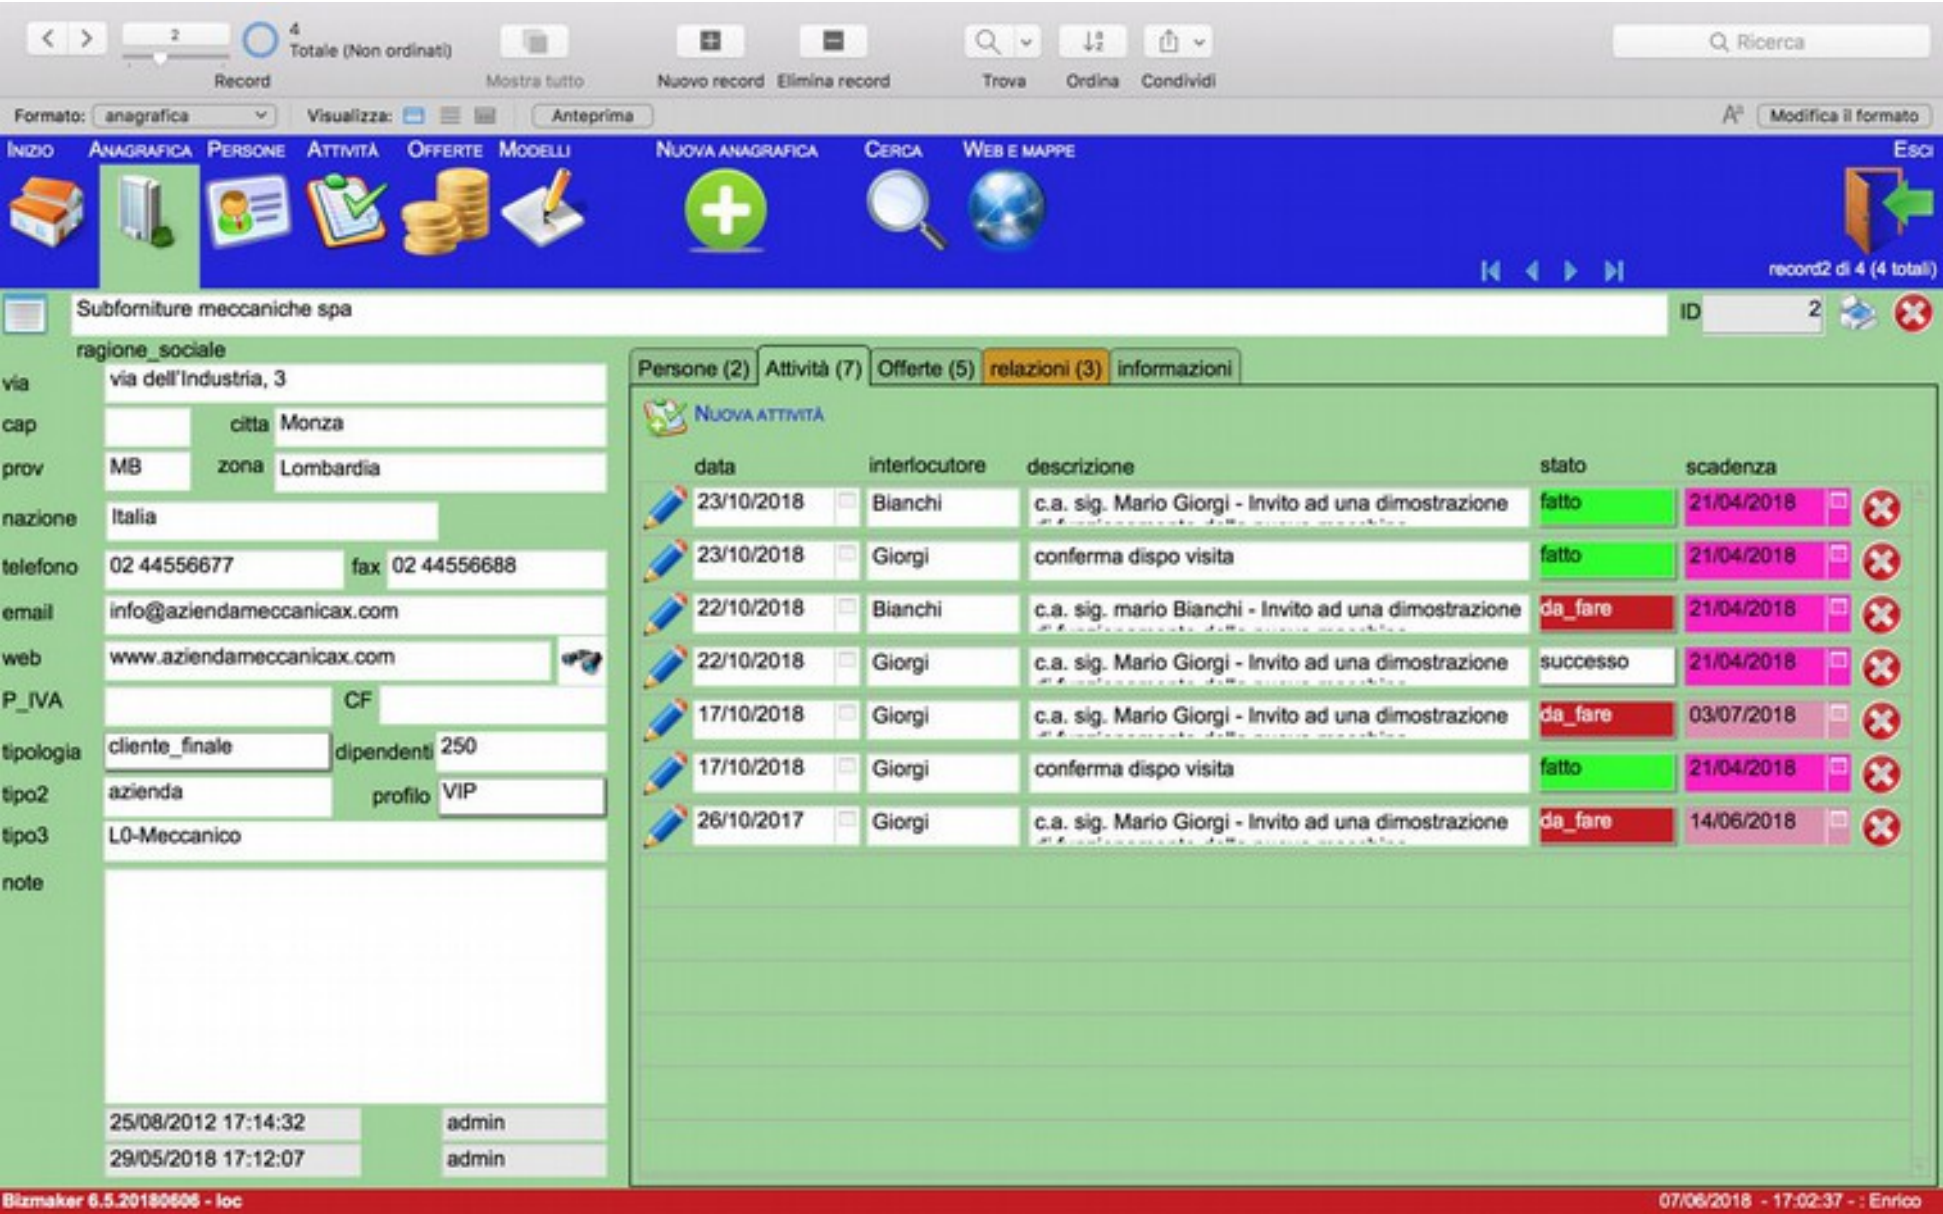 2
4
Totale (Non ordinati)
Record
Mostra tutto
Nuovo record
Elimina record
Trova
Ordina
Condividi
Ricerca
Formato: anagrafica
Visualizza:
Anteprima
Modifica il formato
INIZIO ANAGRAFICA PERSONE ATTIVITÀ OFFERTE MODELLI NUOVA ANAGRAFICA CERCA WEB E MAPPE ESCI
record2 di 4 (4 totali)
Subforniture meccaniche spa
ID 2
ragione_sociale
via via dell'Industria, 3
cap citta Monza
prov MB zona Lombardia
nazione Italia
telefono 02 44556677 fax 02 44556688
email info@aziendameccanicax.com
web www.aziendameccanicax.com
P_IVA CF
tipologia cliente_finale dipendenti 250
tipo2 azienda profilo VIP
tipo3 L0-Meccanico
note
25/08/2012 17:14:32 admin
29/05/2018 17:12:07 admin
Persone (2) Attività (7) Offerte (5) relazioni (3) informazioni
NUOVA ATTIVITÀ
data interlocutore descrizione stato scadenza
23/10/2018 Bianchi c.a. sig. Mario Giorgi - Invito ad una dimostrazione fatto 21/04/2018
23/10/2018 Giorgi conferma dispo visita fatto 21/04/2018
22/10/2018 Bianchi c.a. sig. mario Bianchi - Invito ad una dimostrazione da_fare 21/04/2018
22/10/2018 Giorgi c.a. sig. Mario Giorgi - Invito ad una dimostrazione successo 21/04/2018
17/10/2018 Giorgi c.a. sig. Mario Giorgi - Invito ad una dimostrazione da_fare 03/07/2018
17/10/2018 Giorgi conferma dispo visita fatto 21/04/2018
26/10/2017 Giorgi c.a. sig. Mario Giorgi - Invito ad una dimostrazione da_fare 14/06/2018
Bizmaker 6.5.20180606 - loc
07/06/2018 - 17:02:37 - : Enrico